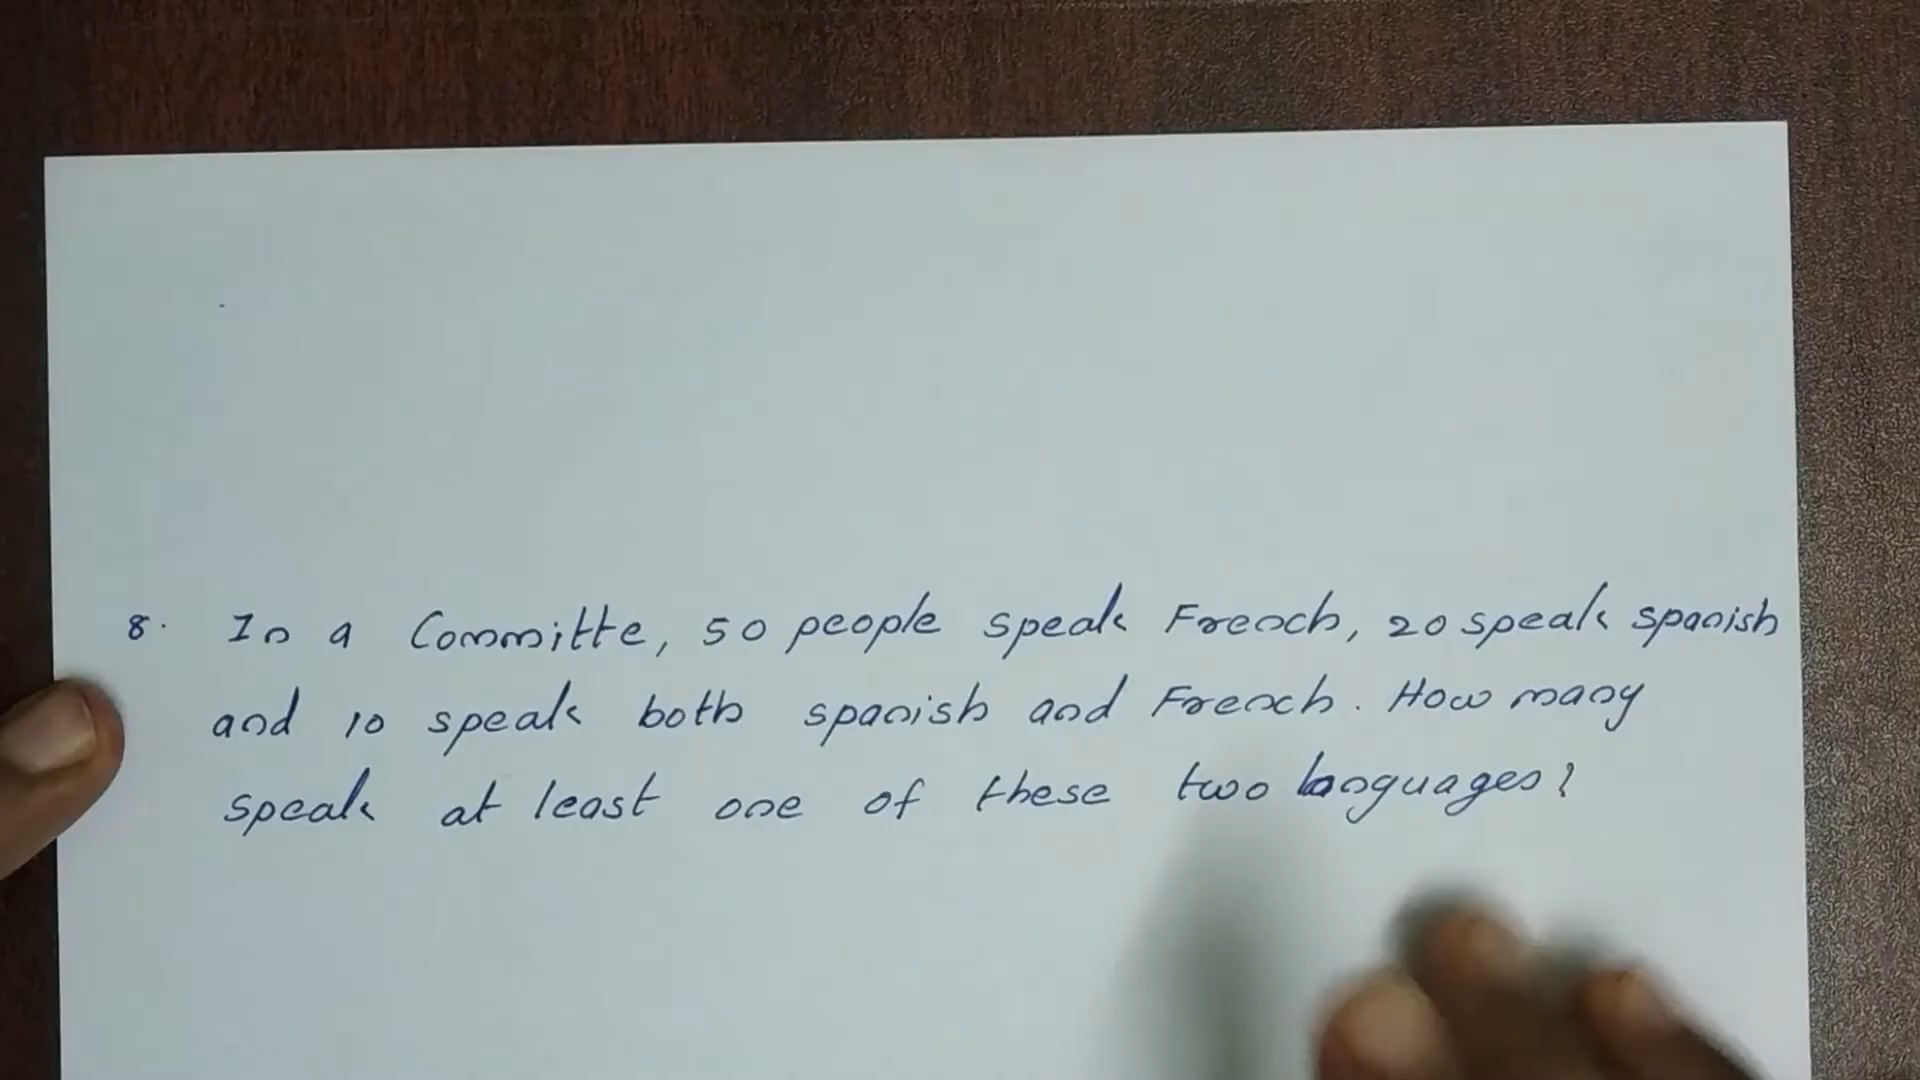 8. In a Committe, 50 people speak French, 20 speak spanish
and 10 speak both spanish and French. How many
speak at least one of these two languages?